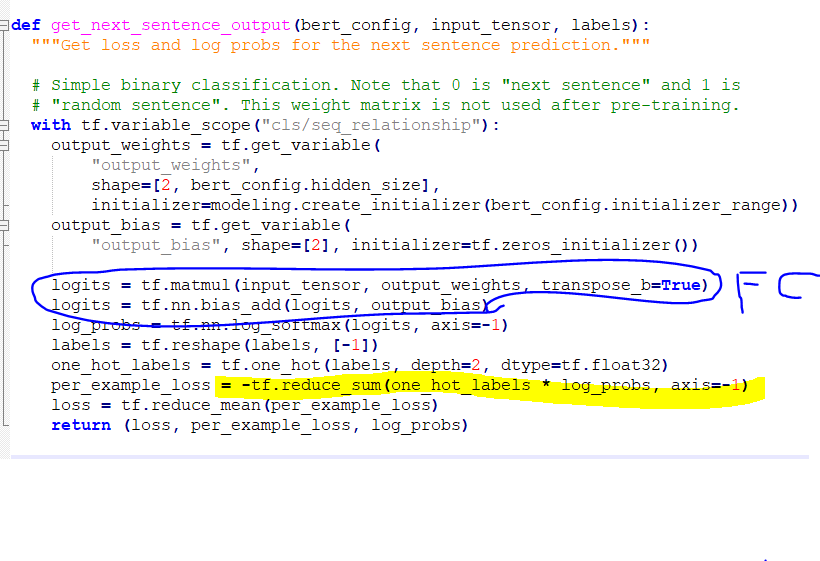 def get_next_sentence_output(bert_config, input_tensor, labels):
  """Get loss and log probs for the next sentence prediction."""

  # Simple binary classification. Note that 0 is "next sentence" and 1 is
  # "random sentence". This weight matrix is not used after pre-training.
  with tf.variable_scope("cls/seq_relationship"):
    output_weights = tf.get_variable(
        "output_weights",
        shape=[2, bert_config.hidden_size],
        initializer=modeling.create_initializer(bert_config.initializer_range))
    output_bias = tf.get_variable(
        "output_bias", shape=[2], initializer=tf.zeros_initializer())

    logits = tf.matmul(input_tensor, output_weights, transpose_b=True) FC
    logits = tf.nn.bias_add(logits, output_bias)
    log_probs = tf.nn.log_softmax(logits, axis=-1)
    labels = tf.reshape(labels, [-1])
    one_hot_labels = tf.one_hot(labels, depth=2, dtype=tf.float32)
    per_example_loss = -tf.reduce_sum(one_hot_labels * log_probs, axis=-1)
    loss = tf.reduce_mean(per_example_loss)
    return (loss, per_example_loss, log_probs)